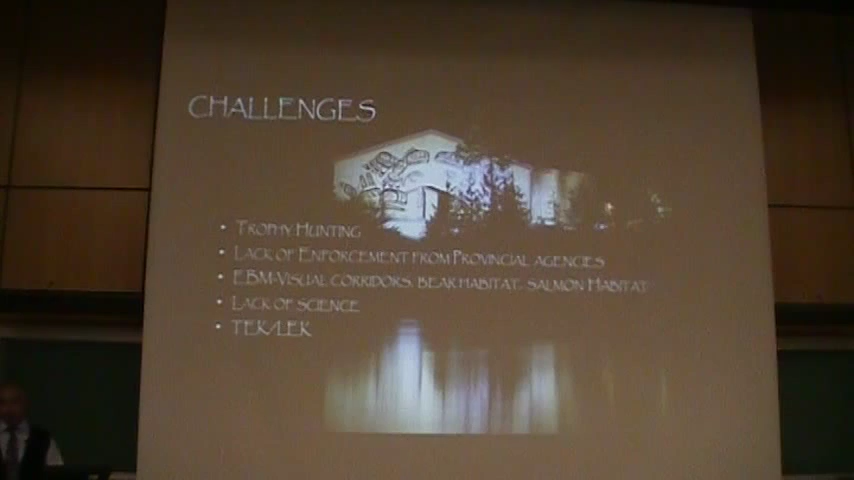 CHALLENGES
• TROPHY HUNTING
• LACK OF ENFORCEMENT FROM PROVINCIAL AGENCIES
• EBM-VISUAL CORRIDORS, BEAR HABITAT, SALMON HABITAT
• LACK OF SCIENCE
• TEK/LEK